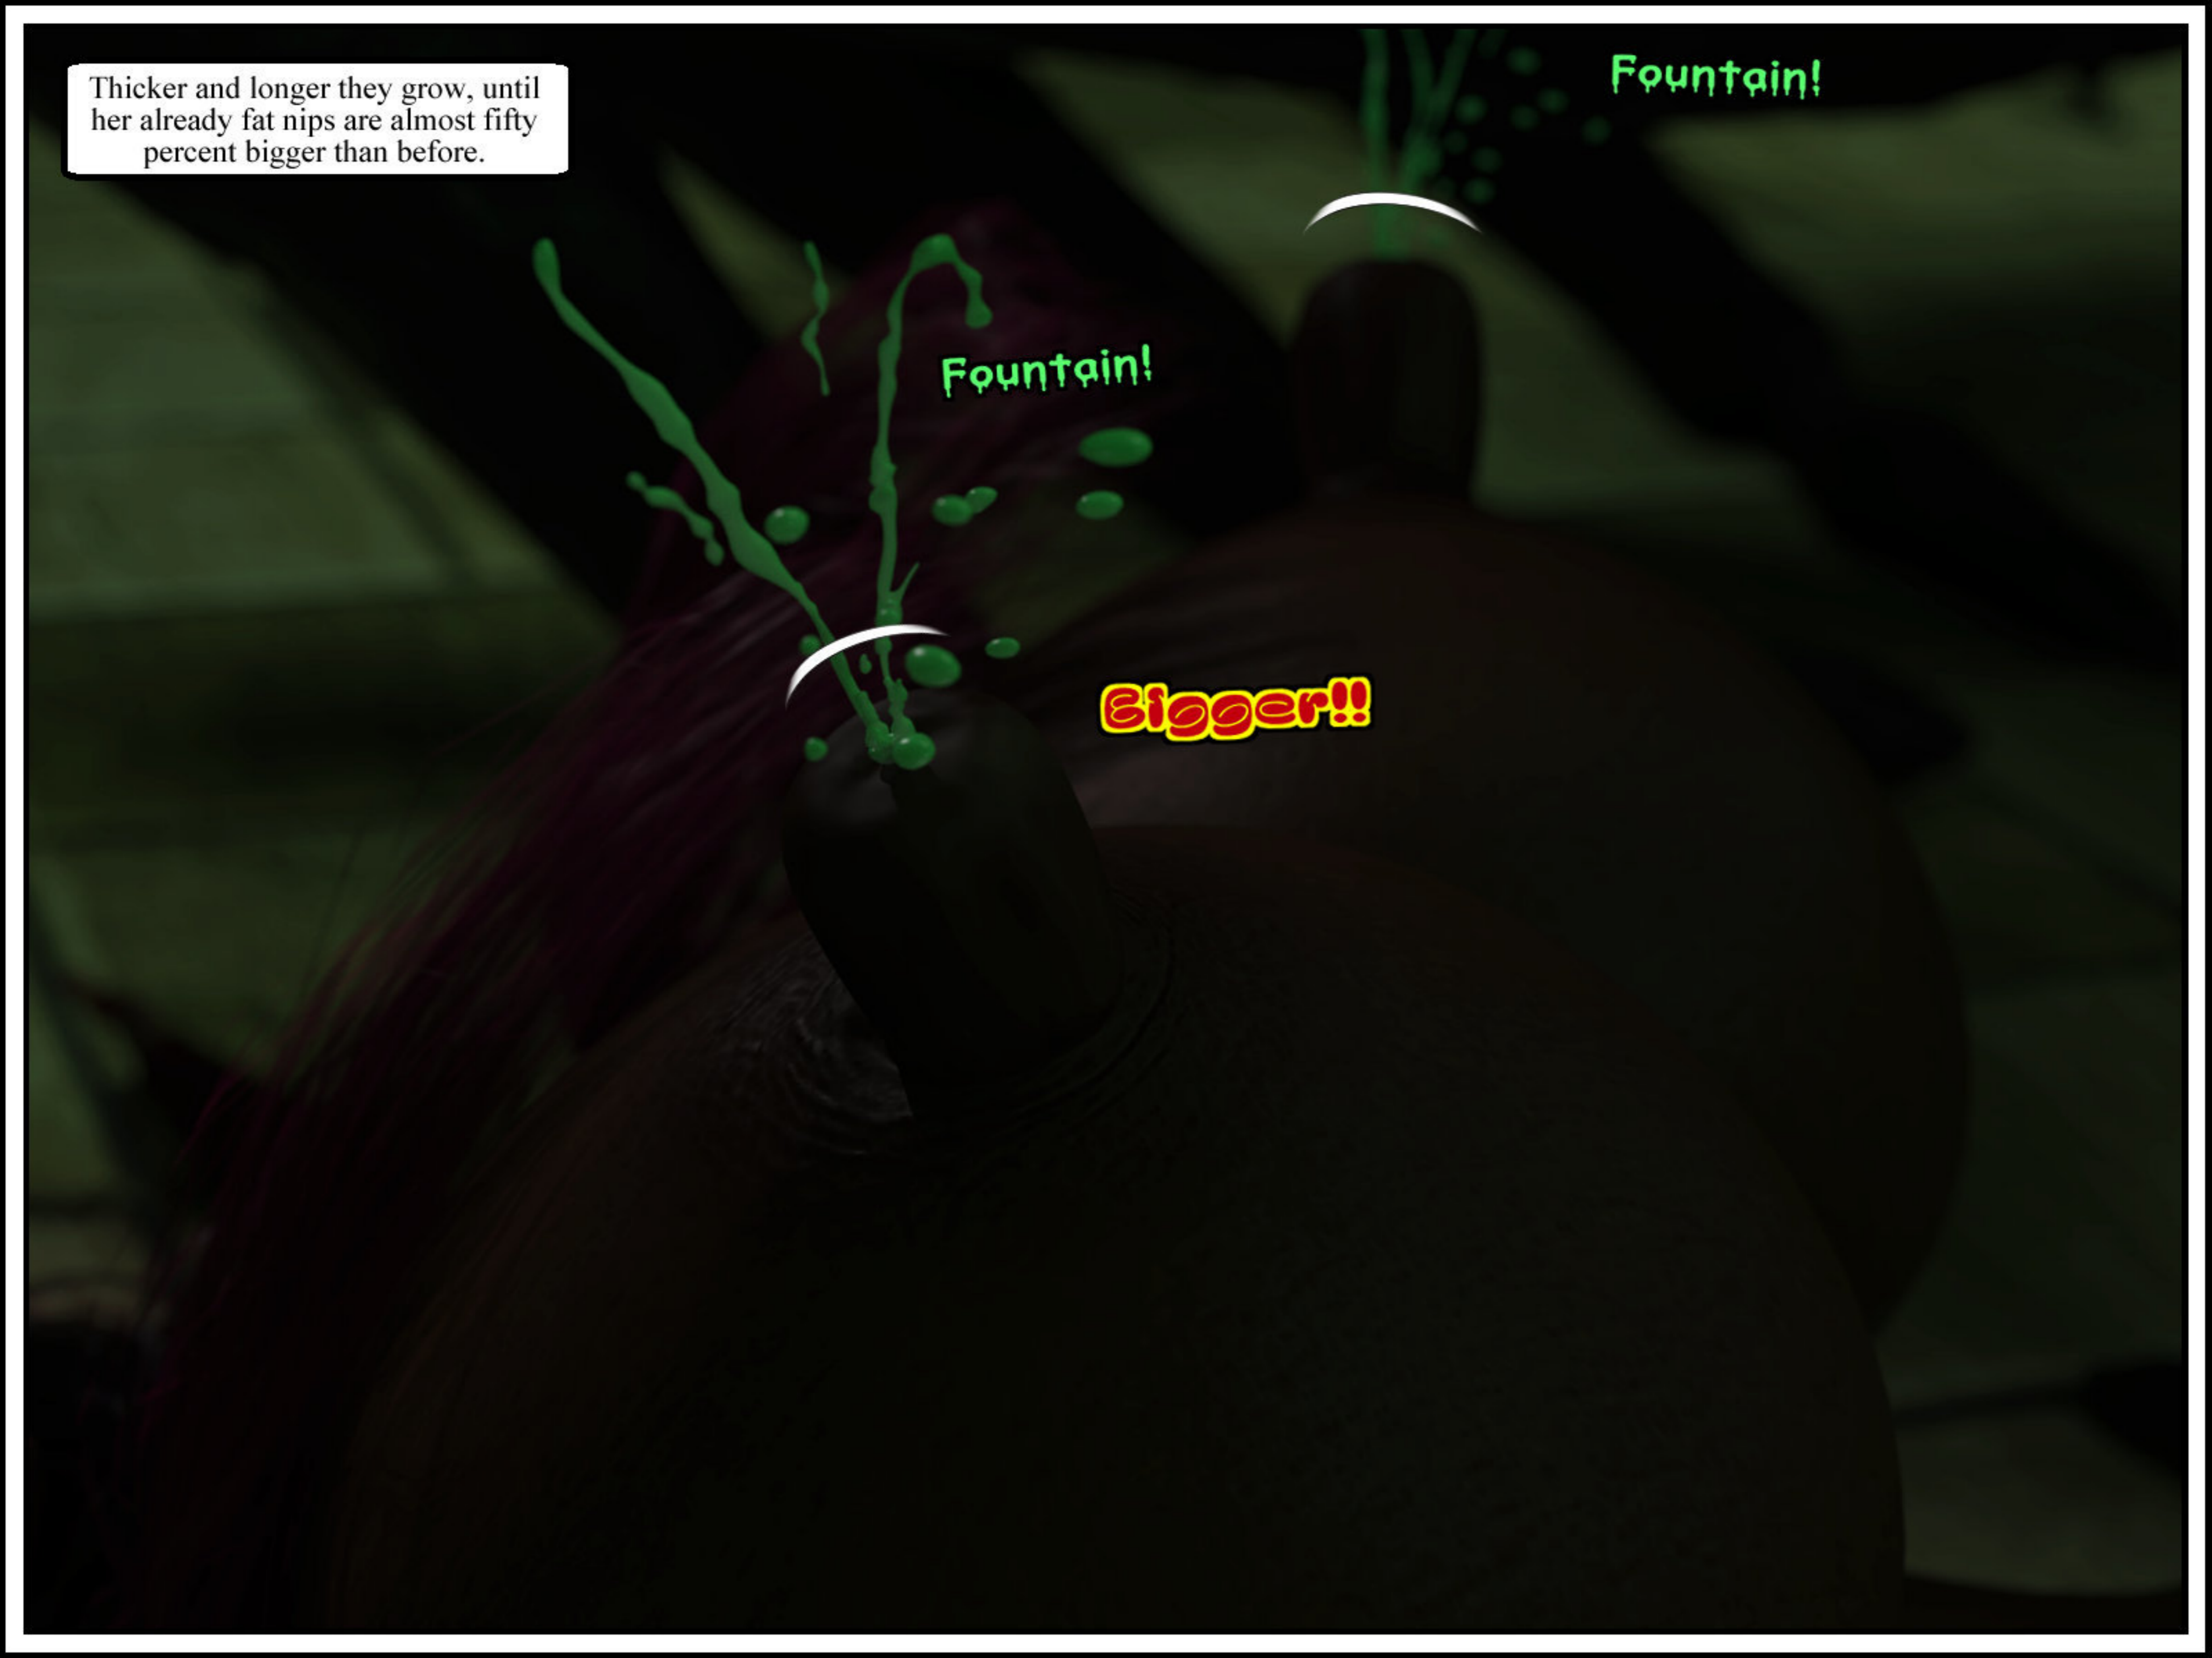 Thicker and longer they grow, until
her already fat nips are almost fifty
percent bigger than before.
Fountain!
Fountain!
Bigger!!